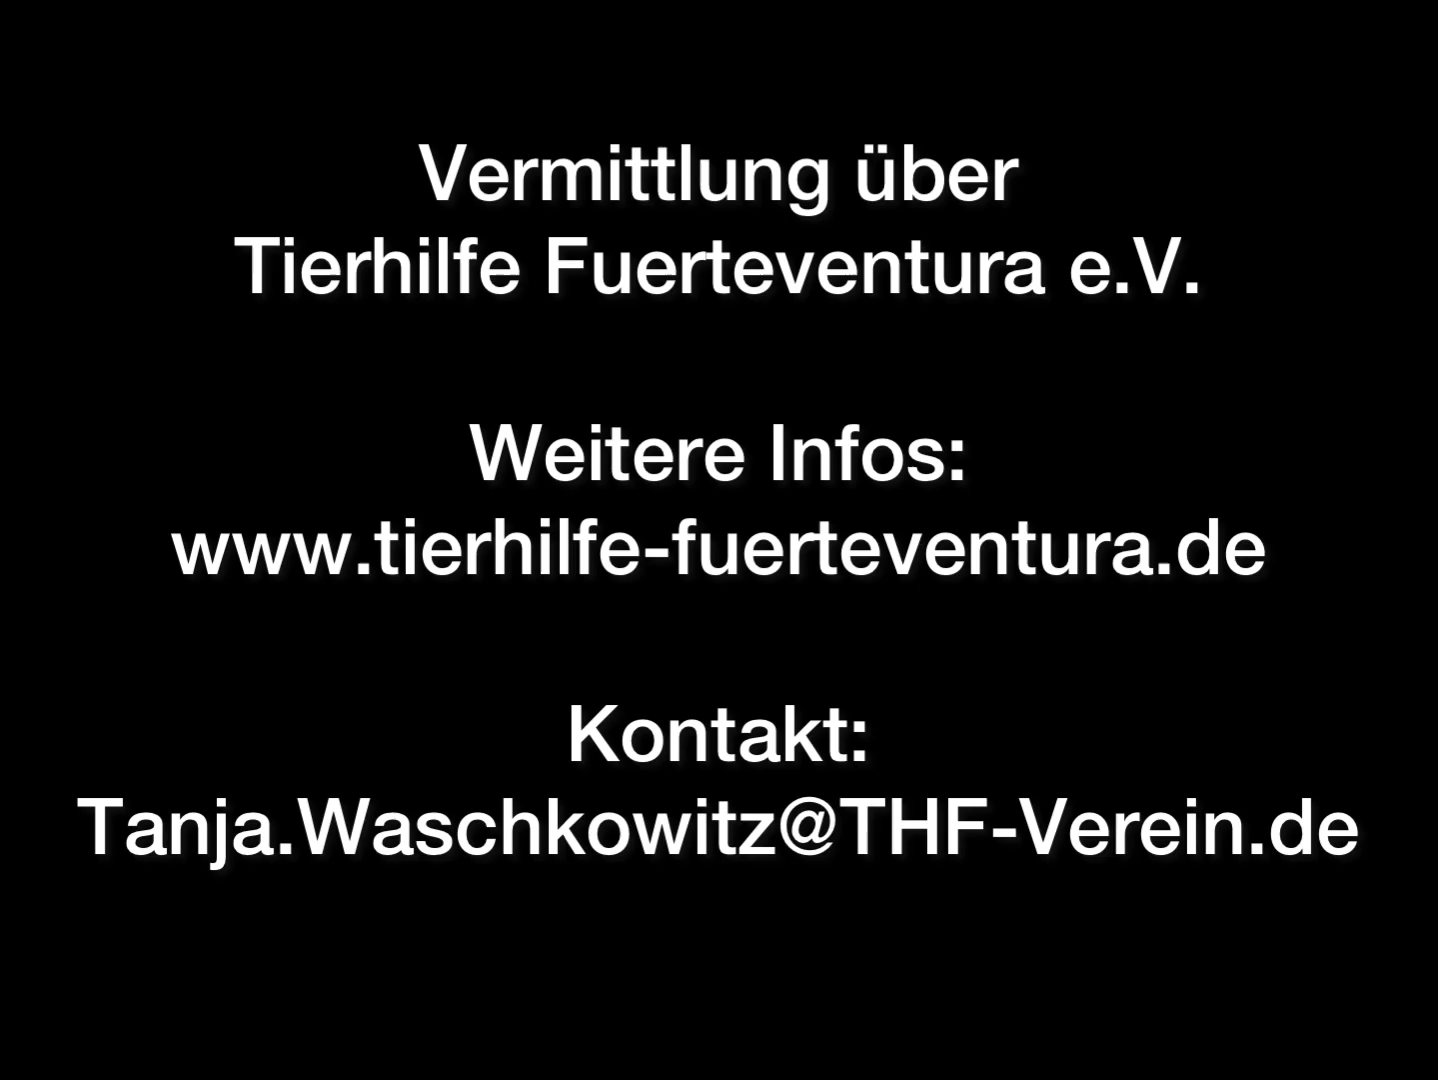 Vermittlung über
Tierhilfe Fuerteventura e.V.
Weitere Infos:
www.tierhilfe-fuerteventura.de
Kontakt:
Tanja.Waschkowitz@THF-Verein.de